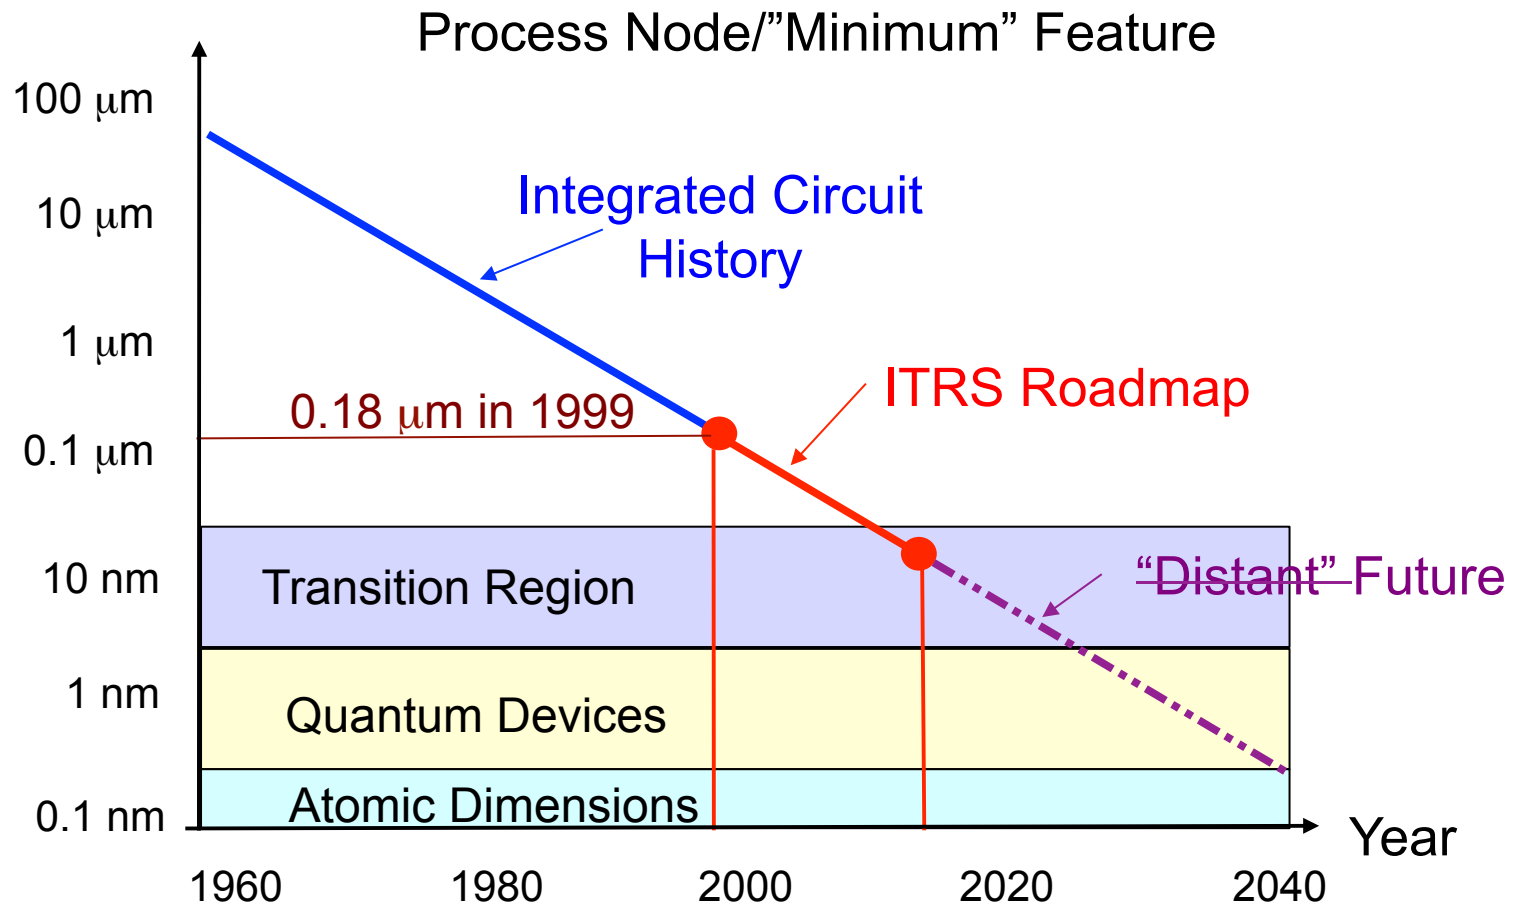 Process Node/”Minimum” Feature
100 μm
10 μm
1 μm
0.1 μm
10 nm
1 nm
0.1 nm
Integrated Circuit
History
ITRS Roadmap
0.18 μm in 1999
“Distant” Future
Transition Region
Quantum Devices
Atomic Dimensions
Year
1960 1980 2000 2020 2040